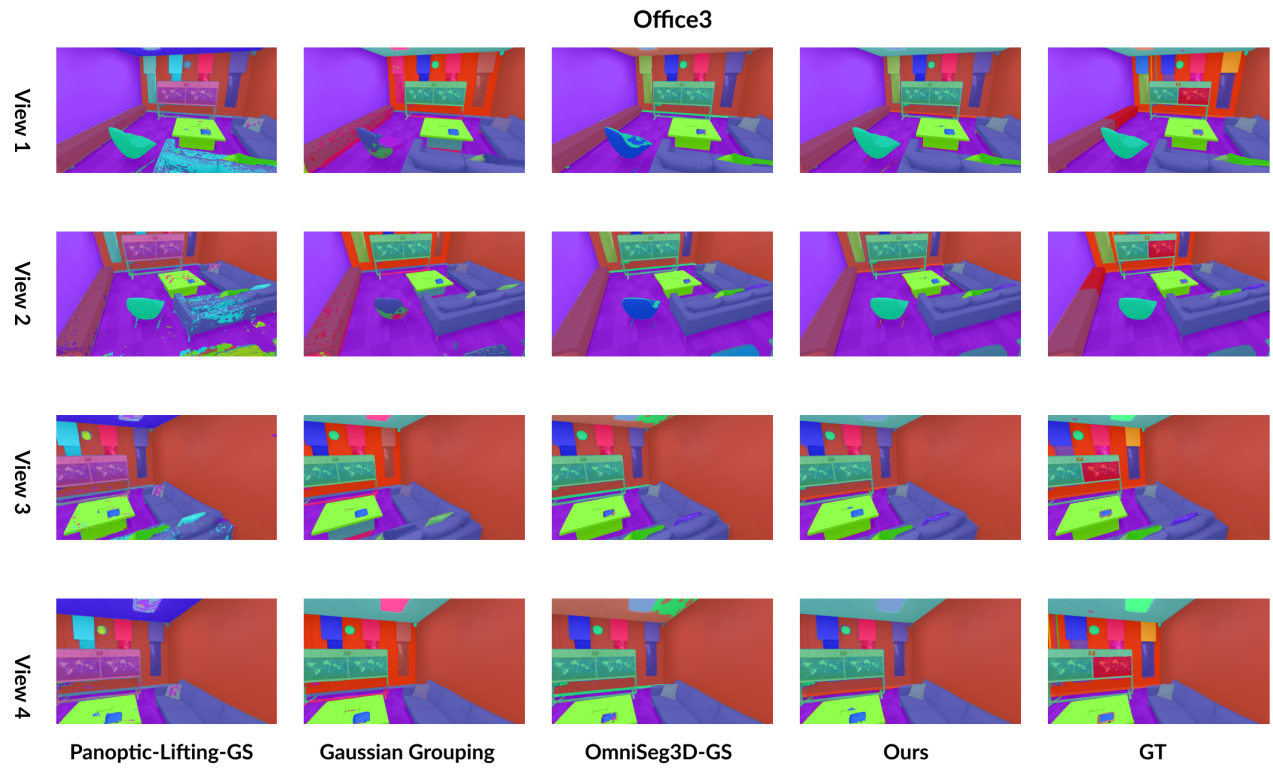 Office3
View 1
View 2
View 3
View 4
Panoptic-Lifting-GS
Gaussian Grouping
OmniSeg3D-GS
Ours
GT